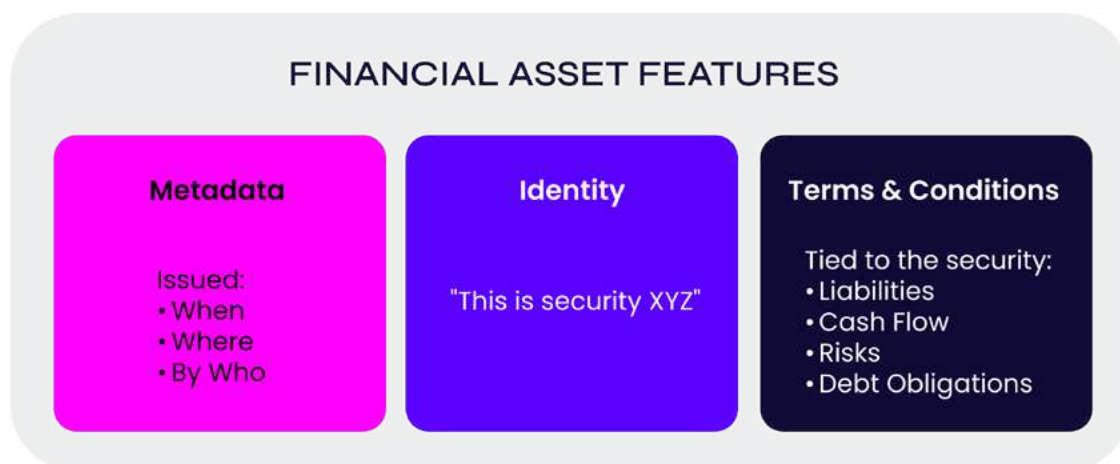 FINANCIAL ASSET FEATURES
Metadata
Issued:
• When
• Where
• By Who
Identity
"This is security XYZ"
Terms & Conditions
Tied to the security:
• Liabilities
• Cash Flow
• Risks
• Debt Obligations